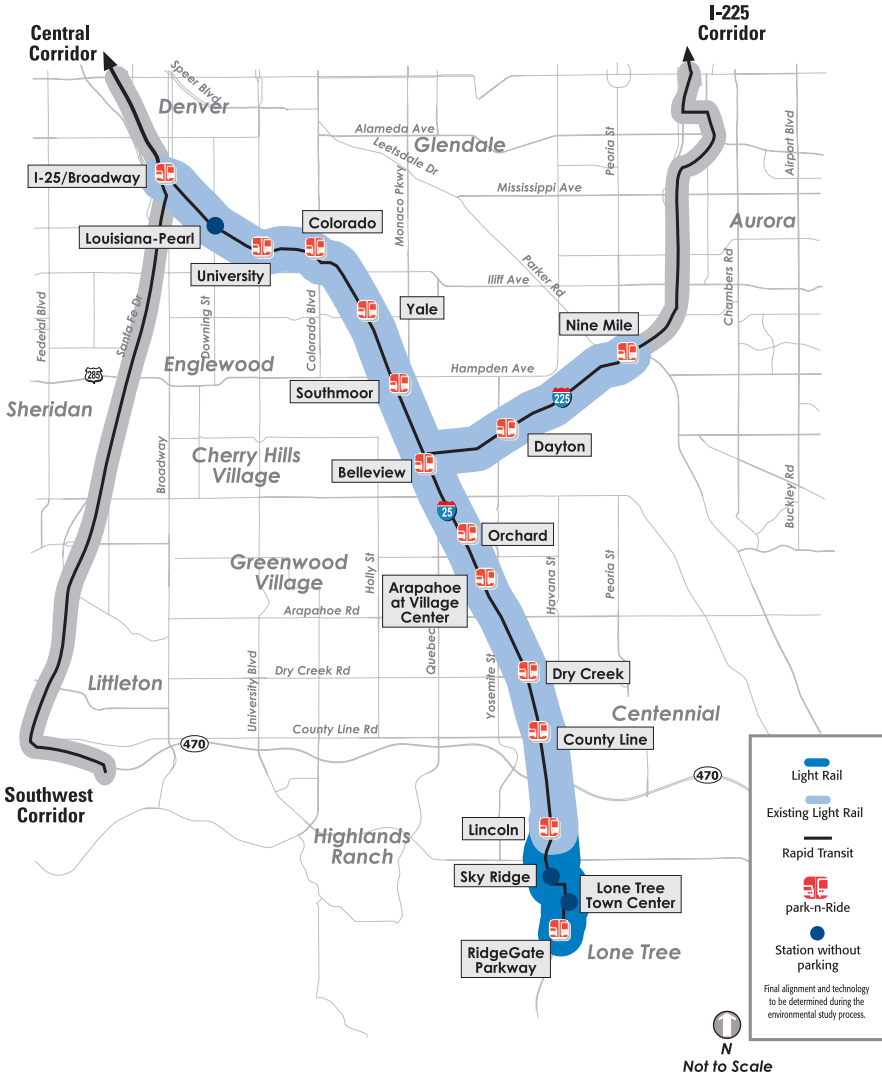 Central
Corridor
I-225
Corridor
Speer Blvd
Denver
Alameda Ave
Glendale
Leetsdale Dr
Peoria St
Airport Blvd
I-25/Broadway
Monaco Pkwy
Mississippi Ave
Louisiana-Pearl
Colorado
Aurora
University
Iliff Ave
Parker Rd
Chambers Rd
Federal Blvd
Santa Fe Dr
Downing St
Colorado Blvd
Yale
Nine Mile
Englewood
Hampden Ave
285
Southmoor
225
Sheridan
Dayton
Cherry Hills
Village
Belleview
Broadway
Buckley Rd
25
Orchard
Greenwood
Village
Holly St
Arapahoe
at Village
Center
Havana St
Peoria St
Arapahoe Rd
Quebec
University Blvd
Dry Creek Rd
Yosemite St
Dry Creek
Littleton
Centennial
County Line Rd
County Line
470
470
Southwest
Corridor
Lincoln
Highlands
Ranch
Sky Ridge
Lone Tree
Town Center
RidgeGate
Parkway
Lone Tree
Light Rail
Existing Light Rail
Rapid Transit
park-n-Ride
Station without
parking
Final alignment and technology
to be determined during the
environmental study process.
N
Not to Scale